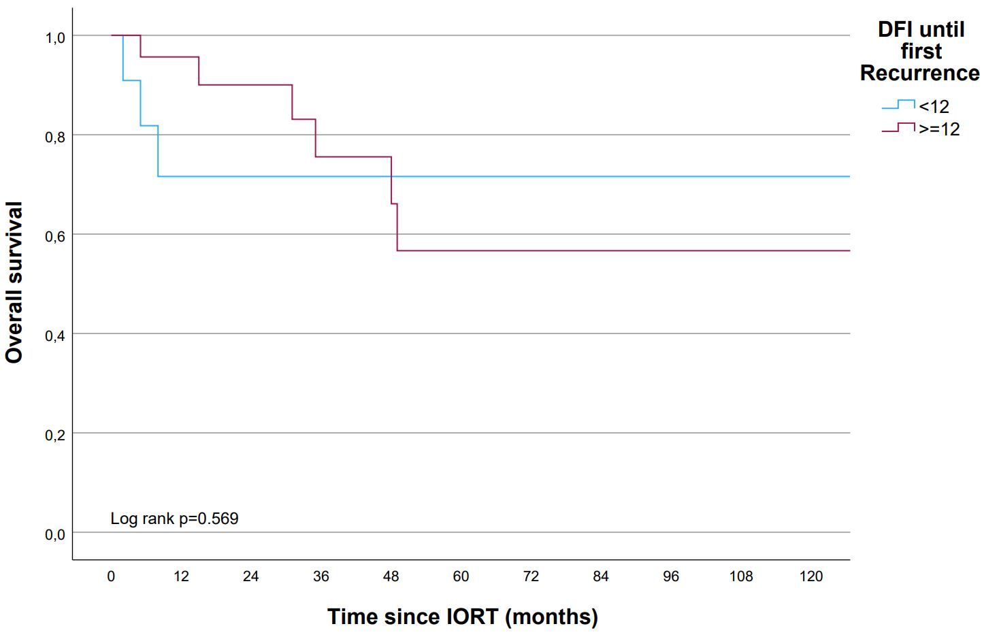 DFI until
first
Recurrence
<12
>=12
Overall survival
1,0
0,8
0,6
0,4
0,2
0,0
Log rank p=0.569
0 12 24 36 48 60 72 84 96 108 120
Time since IORT (months)